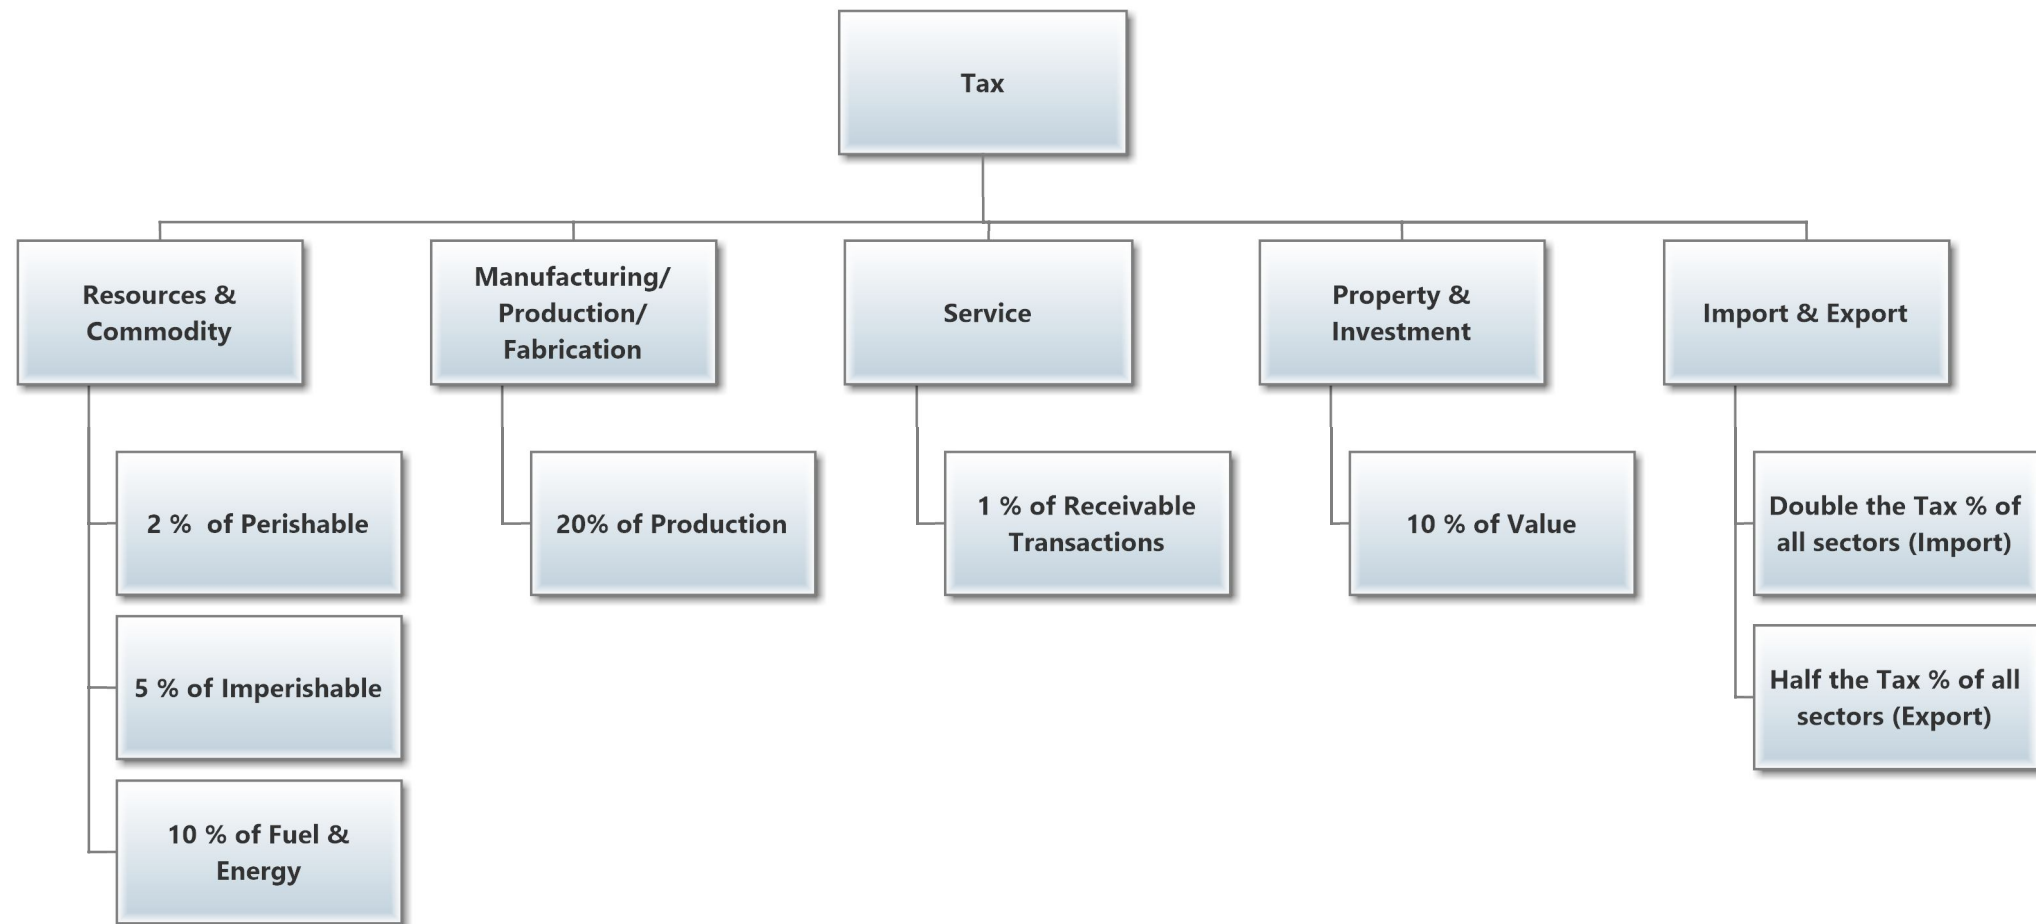 Tax
Resources &
Commodity
Manufacturing/
Production/
Fabrication
Service
Property &
Investment
Import & Export
2 %  of Perishable
5 % of Imperishable
10 % of Fuel &
Energy
20% of Production
1 % of Receivable
Transactions
10 % of Value
Double the Tax % of
all sectors (Import)
Half the Tax % of all
sectors (Export)